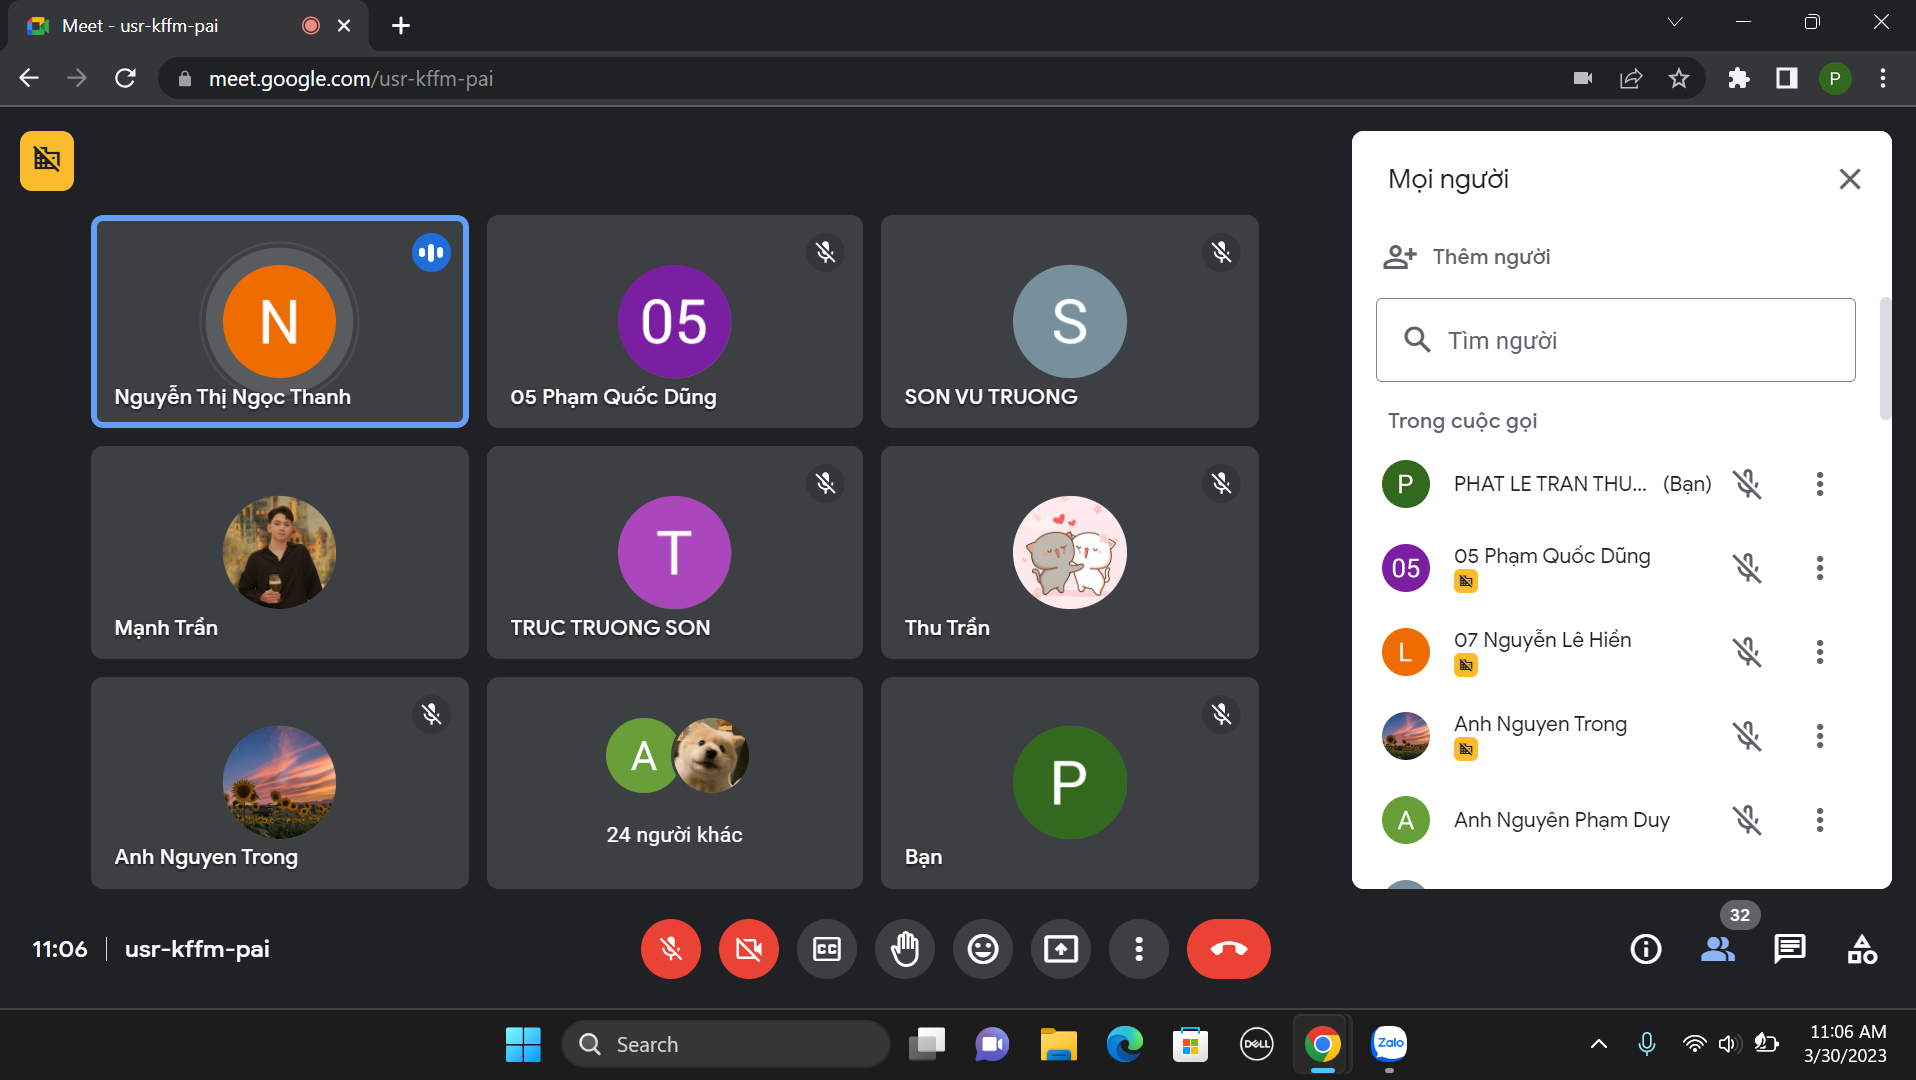 Meet - usr-kffm-pai
meet.google.com/usr-kffm-pai
P
N
Nguyễn Thị Ngọc Thanh
05
05 Phạm Quốc Dũng
S
SON VU TRUONG
Mạnh Trần
T
TRUC TRUONG SON
Thu Trần
Anh Nguyen Trong
A
24 người khác
P
Bạn
Mọi người
Thêm người
Tìm người
Trong cuộc gọi
P
PHAT LE TRAN THU... (Bạn)
05
05 Phạm Quốc Dũng
L
07 Nguyễn Lê Hiền
Anh Nguyen Trong
A
Anh Nguyên Phạm Duy
11:06
usr-kffm-pai
CC
32
Search
DELL
Zalo
11:06 AM
3/30/2023